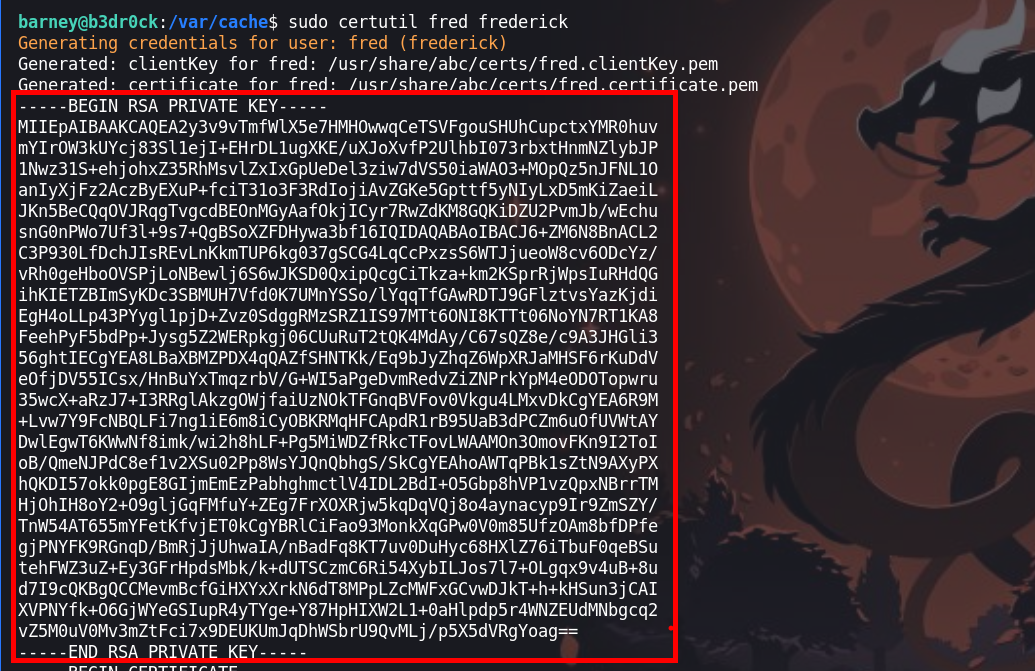 barney@b3dr0ck:/var/cache$ sudo certutil fred frederick
Generating credentials for user: fred (frederick)
Generated: clientKey for fred: /usr/share/abc/certs/fred.clientKey.pem
Generated: certificate for fred: /usr/share/abc/certs/fred.certificate.pem
-----BEGIN RSA PRIVATE KEY-----
MIIEpAIBAAKCAQEA2y3v9vTmfWlX5e7HMHOwwqCeTSVFgouSHUhCupctxYMR0huv
mYIrOW3kUYcj83Sl1ejI+EHrDL1ugXKE/uXJoXvfP2UlhbI073rbxtHnmNZlybJP
1Nwz31S+ehjohxZ35RhMsvlZxIxGpUeDel3ziw7dVS50iaWAO3+MOpQz5nJFNL1O
anIyXjFz2AczByEXuP+fciT31o3F3RdIojiAvZGKe5Gpttf5yNIyLxD5mKiZaeiL
JKn5BeCQqOVJRqgTvgcdBEOnMGyAafOkjICyr7RwZdKM8GQKiDZU2PvmJb/wEchu
snG0nPWo7Uf3l+9s7+QgBSoXZFDHywa3bf16IQIDAQABAoIBACJ6+ZM6N8BnACL2
C3P930LfDchJIsREvLnKkmTUP6kg037gSCG4LqCcPxzsS6WTJjueoW8cv6ODcYz/
vRh0geHboOVSPjLoNBewlj6S6wJKSD0QxipQcgCiTkza+km2KSprRjWpsIuRHdQG
ihKIETZBImSyKDc3SBMUH7Vfd0K7UMnYSSo/lYqqTfGAwRDTJ9GFlztvsYazKjdi
EgH4oLLp43PYygl1pjD+Zvz0SdggRMzSRZ1IS97MTt6ONI8KTTt06NoYN7RT1KA8
FeehPyF5bdPp+Jysg5Z2WERpkgj06CUuRuT2tQK4MdAy/C67sQZ8e/c9A3JHGli3
56ghtIECgYEA8LBaXBMZPDX4qQAZfSHNTKk/Eq9bJyZhqZ6WpXRJaMHSF6rKuDdV
eOfjDV55ICsx/HnBuYxTmqzrbV/G+WI5aPgeDvmRedvZiZNPrkYpM4eODOTopwru
35wcX+aRzJ7+I3RRglAkzgOWjfaiUzNOkTFGnqBVFov0Vkgu4LMxvDkCgYEA6R9M
+Lvw7Y9FcNBQLFi7ng1iE6m8iCyOBKRMqHFCApdR1rB95UaB3dPCZm6uOfUVWtAY
DwlEgwT6KWwNf8imk/wi2h8hLF+Pg5MiWDZfRkcTFovLWAAMOn3OmovFKn9I2ToI
oB/QmeNJPdC8ef1v2XSu02Pp8WsYJQnQbhgS/SkCgYEAhoAWTqPBk1sZtN9AXyPX
hQKDI57okk0pgE8GIjmEmEzPabhghmctlV4IDL2BdI+O5Gbp8hVP1vzQpxNBrrTM
HjOhIH8oY2+O9gljGqFMfuY+ZEg7FrXOXRjw5kqDqVQj8o4aynacyp9Ir9ZmSZY/
TnW54AT655mYFetKfvjET0kCgYBRlCiFao93MonkXqGPw0V0m85UfzOAm8bfDPfe
gjPNYFK9RGnqD/BmRjJjUhwaIA/nBadFq8KT7uv0DuHyc68HXlZ76iTbuF0qeBSu
tehFWZ3uZ+Ey3GFrHpdsMbk/k+dUTSCzmC6Ri54XybILJos7l7+OLgqx9v4uB+8u
d7I9cQKBgQCCMevmBcfGiHXYxXrkN6dT8MPpLZcMWFxGCvwDJkT+h+kHSun3jCAI
XVPNYfk+O6GjWYeGSIupR4yTYge+Y87HpHIXW2L1+0aHlpdp5r4WNZEUdMNbgcq2
vZ5M0uV0Mv3mZtFci7x9DEUKUmJqDhWSbrU9QvMLj/p5X5dVRgYoag==
-----END RSA PRIVATE KEY-----
-----BEGIN CERTIFICATE-----